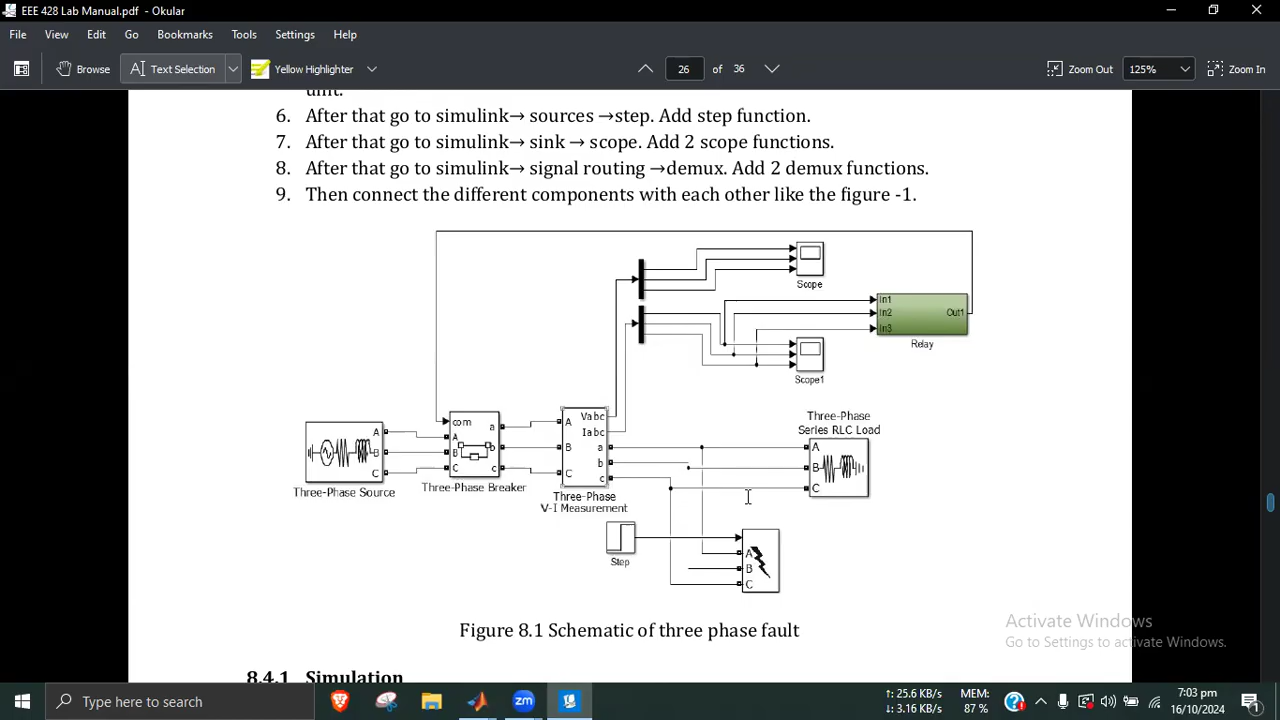 EEE 428 Lab Manual.pdf - Okular
File View Edit Go Bookmarks Tools Settings Help
Browse Text Selection Yellow Highlighter 26 of 36 Zoom Out 125% Zoom In
unit.
6. After that go to simulink→ sources →step. Add step function.
7. After that go to simulink→ sink → scope. Add 2 scope functions.
8. After that go to simulink→ signal routing →demux. Add 2 demux functions.
9. Then connect the different components with each other like the figure -1.
Scope
In1
In2
In3
Out1
Relay
Scope1
Three-Phase
Series RLC Load
A
B
C
A
B
C
Three-Phase Source
com
A
B
C
a
b
c
Three-Phase Breaker
A
B
C
Vabc
Iabc
a
b
c
Three-Phase
V-I Measurement
Step
A
B
C
Figure 8.1 Schematic of three phase fault
Activate Windows
Go to Settings to activate Windows.
8.4.1 Simulation
Type here to search
zm
↑: 25.6 KB/s
↓: 3.16 KB/s
MEM:
87 %
7:03 pm
16/10/2024
1